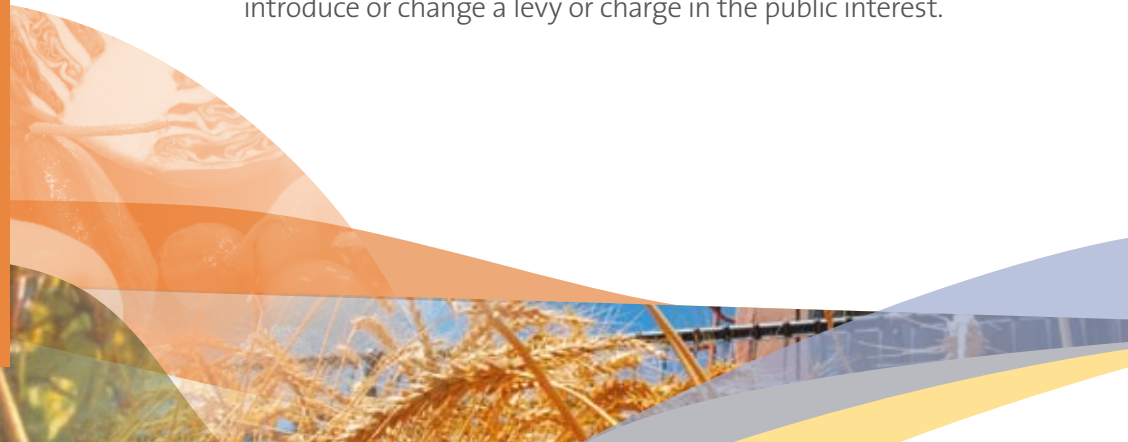 introduce or change a levy or charge in the public interest.